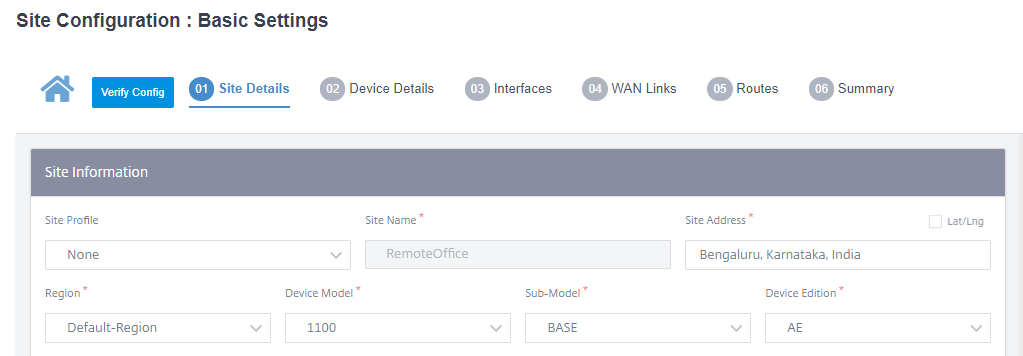 Site Configuration : Basic Settings
Verify Config 01 Site Details 02 Device Details 03 Interfaces 04 WAN Links 05 Routes 06 Summary
Site Information
Site Profile Site Name * Site Address * Lat/Lng
None RemoteOffice Bengaluru, Karnataka, India
Region * Device Model * Sub-Model * Device Edition *
Default-Region 1100 BASE AE